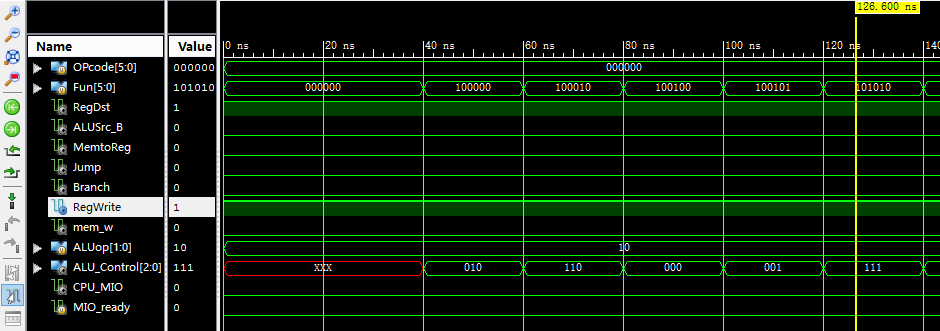 126.600 ns
Name Value 0 ns 20 ns 40 ns 60 ns 80 ns 100 ns 120 ns 140
OPcode[5:0] 000000 000000
Fun[5:0] 101010 000000 100000 100010 100100 100101 101010
RegDst 1
ALUSrc_B 0
MemtoReg 0
Jump 0
Branch 0
RegWrite 1
mem_w 0
ALUop[1:0] 10 10
ALU_Control[2:0] 111 XXX 010 110 000 001 111
CPU_MIO 0
MIO_ready 0